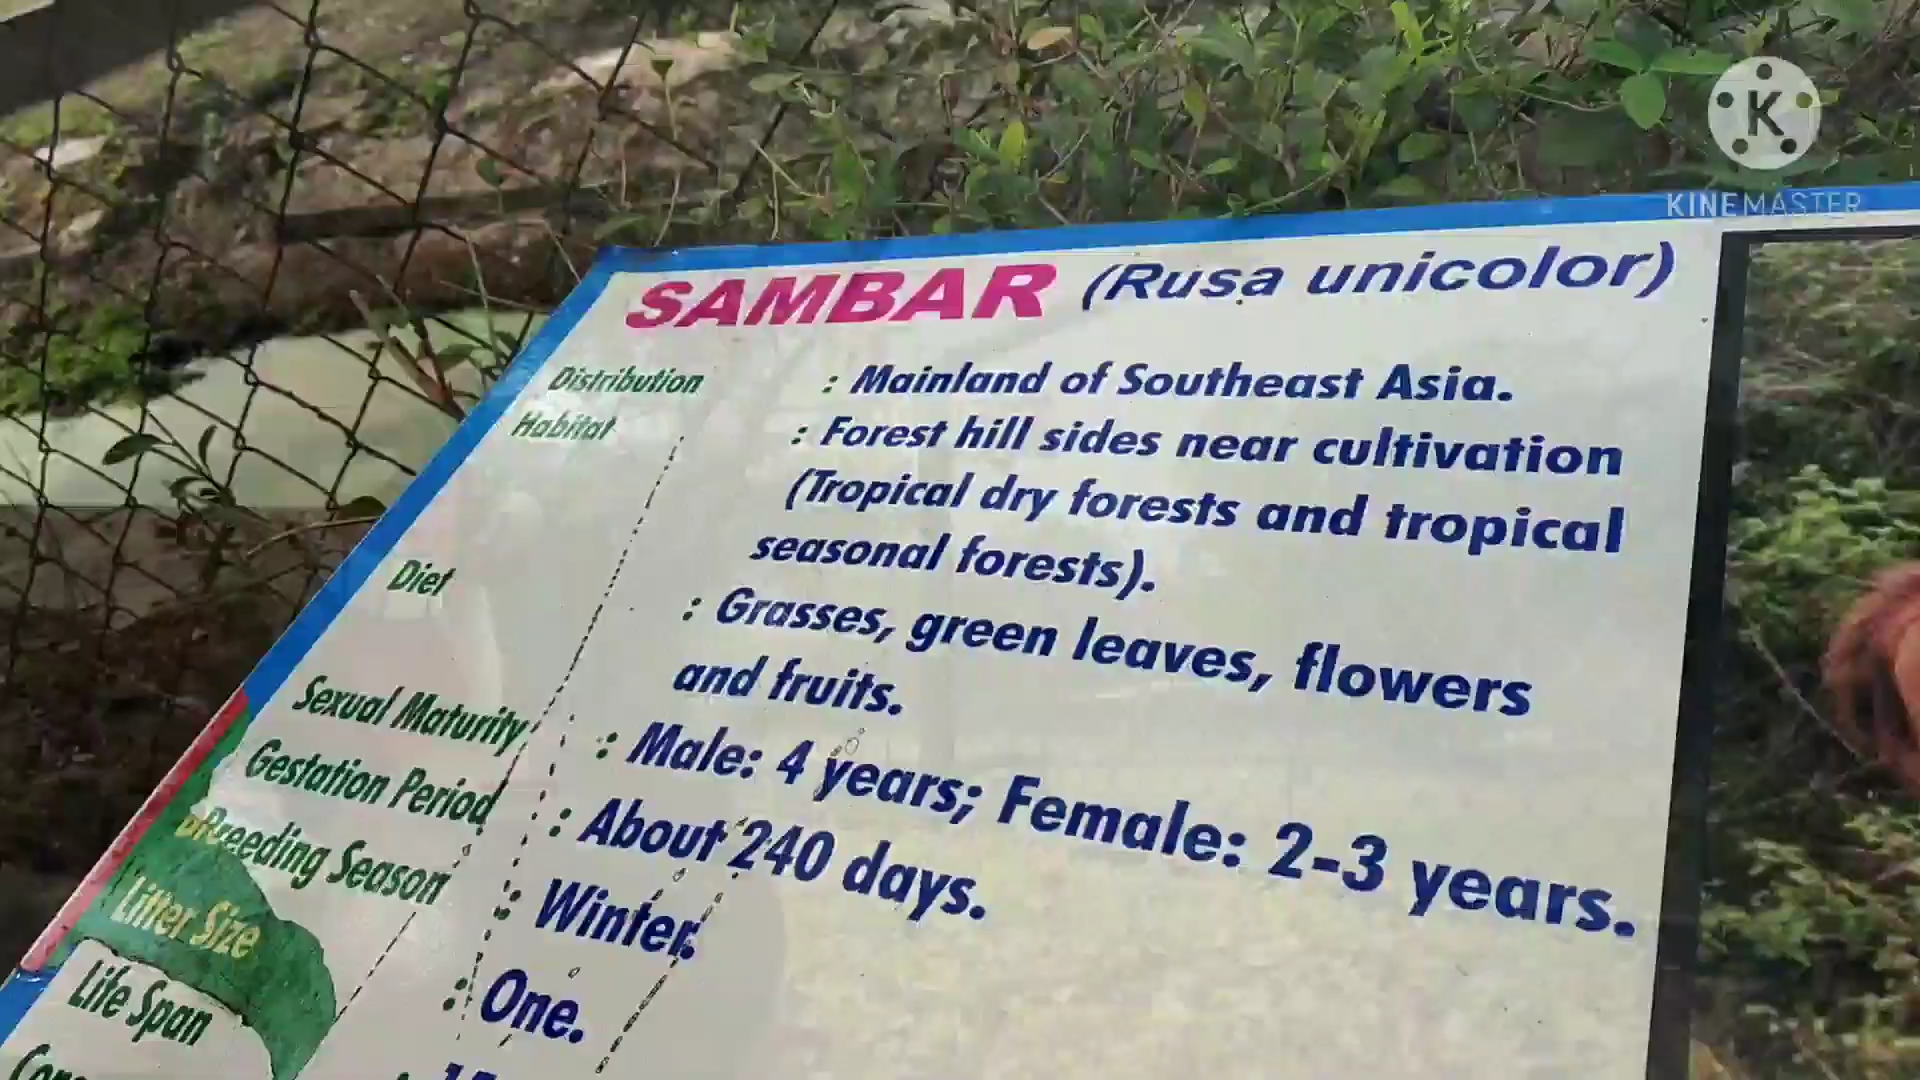 KINEMASTER
SAMBAR (Rusa unicolor)
Distribution : Mainland of Southeast Asia.
Habitat : Forest hill sides near cultivation
(Tropical dry forests and tropical
seasonal forests).
Diet : Grasses, green leaves, flowers
and fruits.
Sexual Maturity : Male: 4 years; Female: 2-3 years.
Gestation Period : About 240 days.
Breeding Season : Winter.
Litter Size : One.
Life Span